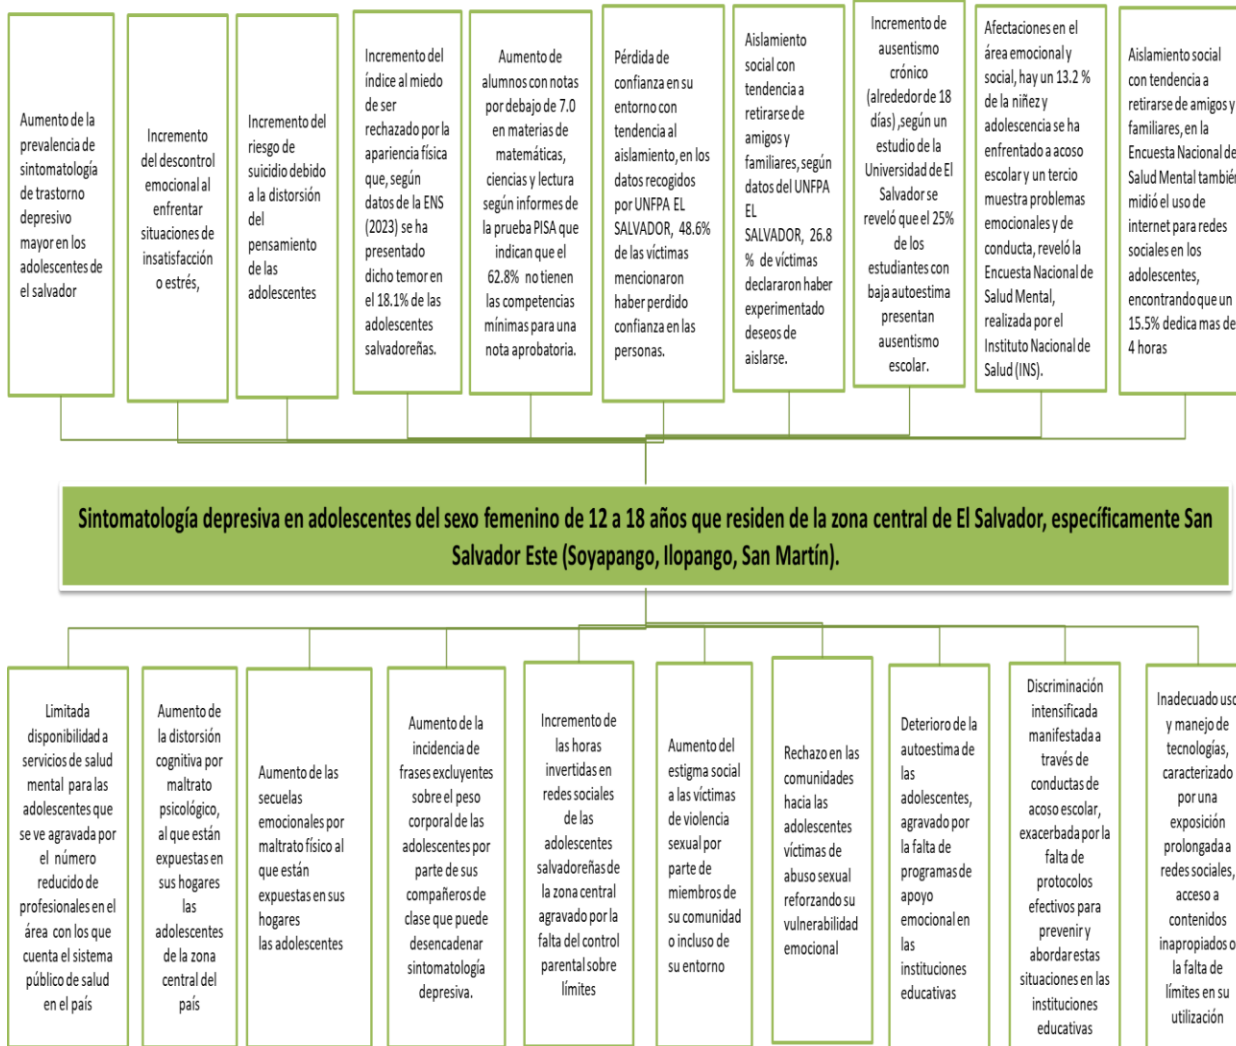 Aumento de la
prevalencia de
sintomatología
de trastorno
depresivo
mayor en los
adolescentes de
el salvador
Incremento
del descontrol
emocional al
enfrentar
situaciones de
insatisfacción
o estrés,
Incremento del
riesgo de
suicidio debido
a la distorsión
del
pensamiento
de las
adolescentes
Incremento del
índice al miedo de
ser
rechazado por la
apariencia física
que, según
datos de la ENS
(2023) se ha
presentado
dicho temor en
el 18.1% de las
adolescentes
salvadoreñas.
Aumento de
alumnos con notas
por debajo de 7.0
en materias de
matemáticas,
ciencias y lectura
según informes de
la prueba PISA que
indican que el
62.8% no tienen
las competencias
mínimas para una
nota aprobatoria.
Pérdida de
confianza en su
entorno con
tendencia al
aislamiento, en los
datos recogidos
por UNFPA EL
SALVADOR, 48.6%
de las víctimas
mencionaron
haber perdido
confianza en las
personas.
Aislamiento
social con
tendencia a
retirarse de
amigos y
familiares, según
datos del UNFPA
EL
SALVADOR, 26.8
% de víctimas
declararon haber
experimentado
deseos de
aislarse.
Incremento de
ausentismo
crónico
(alrededor de 18
días) ,según un
estudio de la
Universidad de El
Salvador se
reveló que el 25%
de los
estudiantes con
baja autoestima
presentan
ausentismo
escolar.
Afectaciones en el
área emocional y
social, hay un 13.2 %
de la niñez y
adolescencia se ha
enfrentado a acoso
escolar y un tercio
muestra problemas
emocionales y de
conducta, reveló la
Encuesta Nacional de
Salud Mental,
realizada por el
Instituto Nacional de
Salud (INS).
Aislamiento social
con tendencia a
retirarse de amigos y
familiares, en la
Encuesta Nacional de
Salud Mental también
midió el uso de
internet para redes
sociales en los
adolescentes,
encontrando que un
15.5% dedica mas de
4 horas
Sintomatología depresiva en adolescentes del sexo femenino de 12 a 18 años que residen de la zona central de El Salvador, específicamente San
Salvador Este (Soyapango, Ilopango, San Martín).
Limitada
disponibilidad a
servicios de salud
mental para las
adolescentes que
se ve agravada por
el número
reducido de
profesionales en el
área con los que
cuenta el sistema
público de salud
en el país
Aumento de
la distorsión
cognitiva por
maltrato
psicológico,
al que están
expuestas en
sus hogares
las
adolescentes
de la zona
central del
país
Aumento de las
secuelas
emocionales por
maltrato físico al
que están
expuestas en sus
hogares
las adolescentes
Aumento de la
incidencia de
frases excluyentes
sobre el peso
corporal de las
adolescentes por
parte de sus
compañeros de
clase que puede
desencadenar
sintomatología
depresiva.
Incremento de
las horas
invertidas en
redes sociales
de las
adolescentes
salvadoreñas de
la zona central
agravado por la
falta del control
parental sobre
límites
Aumento del
estigma social
a las víctimas
de violencia
sexual por
parte de
miembros de
su comunidad
o incluso de
su entorno
Rechazo en las
comunidades
hacia las
adolescentes
víctimas de
abuso sexual
reforzando su
vulnerabilidad
emocional
Deterioro de la
autoestima de
las
adolescentes,
agravado por
la falta de
programas de
apoyo
emocional en
las
instituciones
educativas
Discriminación
intensificada
manifestada a
través de
conductas de
acoso escolar,
exacerbada por la
falta de
protocolos
efectivos para
prevenir y
abordar estas
situaciones en las
instituciones
educativas
Inadecuado uso
y manejo de
tecnologías,
caracterizado
por una
exposición
prolongada a
redes sociales,
acceso a
contenidos
inapropiados o
la falta de
límites en su
utilización